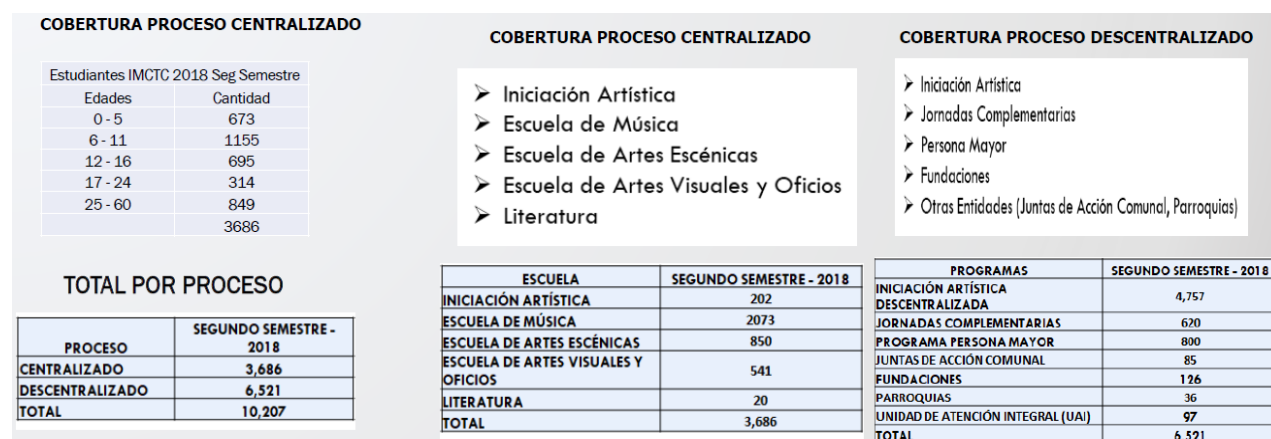 COBERTURA PROCESO CENTRALIZADO
Estudiantes IMCTC 2018 Seg Semestre
Edades Cantidad
0 - 5 673
6 - 11 1155
12 - 16 695
17 - 24 314
25 - 60 849
3686
TOTAL POR PROCESO
PROCESO SEGUNDO SEMESTRE -
2018
CENTRALIZADO 3,686
DESCENTRALIZADO 6,521
TOTAL 10,207
COBERTURA PROCESO CENTRALIZADO
➢ Iniciación Artística
➢ Escuela de Música
➢ Escuela de Artes Escénicas
➢ Escuela de Artes Visuales y Oficios
➢ Literatura
ESCUELA SEGUNDO SEMESTRE - 2018
INICIACIÓN ARTÍSTICA 202
ESCUELA DE MÚSICA 2073
ESCUELA DE ARTES ESCÉNICAS 850
ESCUELA DE ARTES VISUALES Y
OFICIOS 541
LITERATURA 20
TOTAL 3,686
COBERTURA PROCESO DESCENTRALIZADO
➢ Iniciación Artística
➢ Jornadas Complementarias
➢ Persona Mayor
➢ Fundaciones
➢ Otras Entidades (Juntas de Acción Comunal, Parroquias)
PROGRAMAS SEGUNDO SEMESTRE - 2018
INICIACIÓN ARTÍSTICA
DESCENTRALIZADA 4,757
JORNADAS COMPLEMENTARIAS 620
PROGRAMA PERSONA MAYOR 800
JUNTAS DE ACCIÓN COMUNAL 85
FUNDACIONES 126
PARROQUIAS 36
UNIDAD DE ATENCIÓN INTEGRAL (UAI) 97
TOTAL 6,521